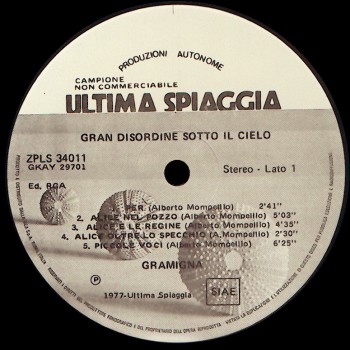 PRODUZIONI AUTONOME
CAMPIONE
NON COMMERCIABILE
ULTIMA SPIAGGIA
GRAN DISORDINE SOTTO IL CIELO
ZPLS 34011
GKAY 29701
Stereo - Lato 1
Ed. RCA
PER (Alberto Mompellio) 2'41"
2. ALICE NEL POZZO (Alberto Mompellio) 5'03"
3. ALICE E LE REGINE (Alberto Mompellio) 4'35"
4. ALICE OLTRE LO SPECCHIO (A. Mompellio) 2'30"
5. PICCOLE VOCI (Alberto Mompellio) 6'25"
GRAMIGNA
P
1977-Ultima Spiaggia
SIAE